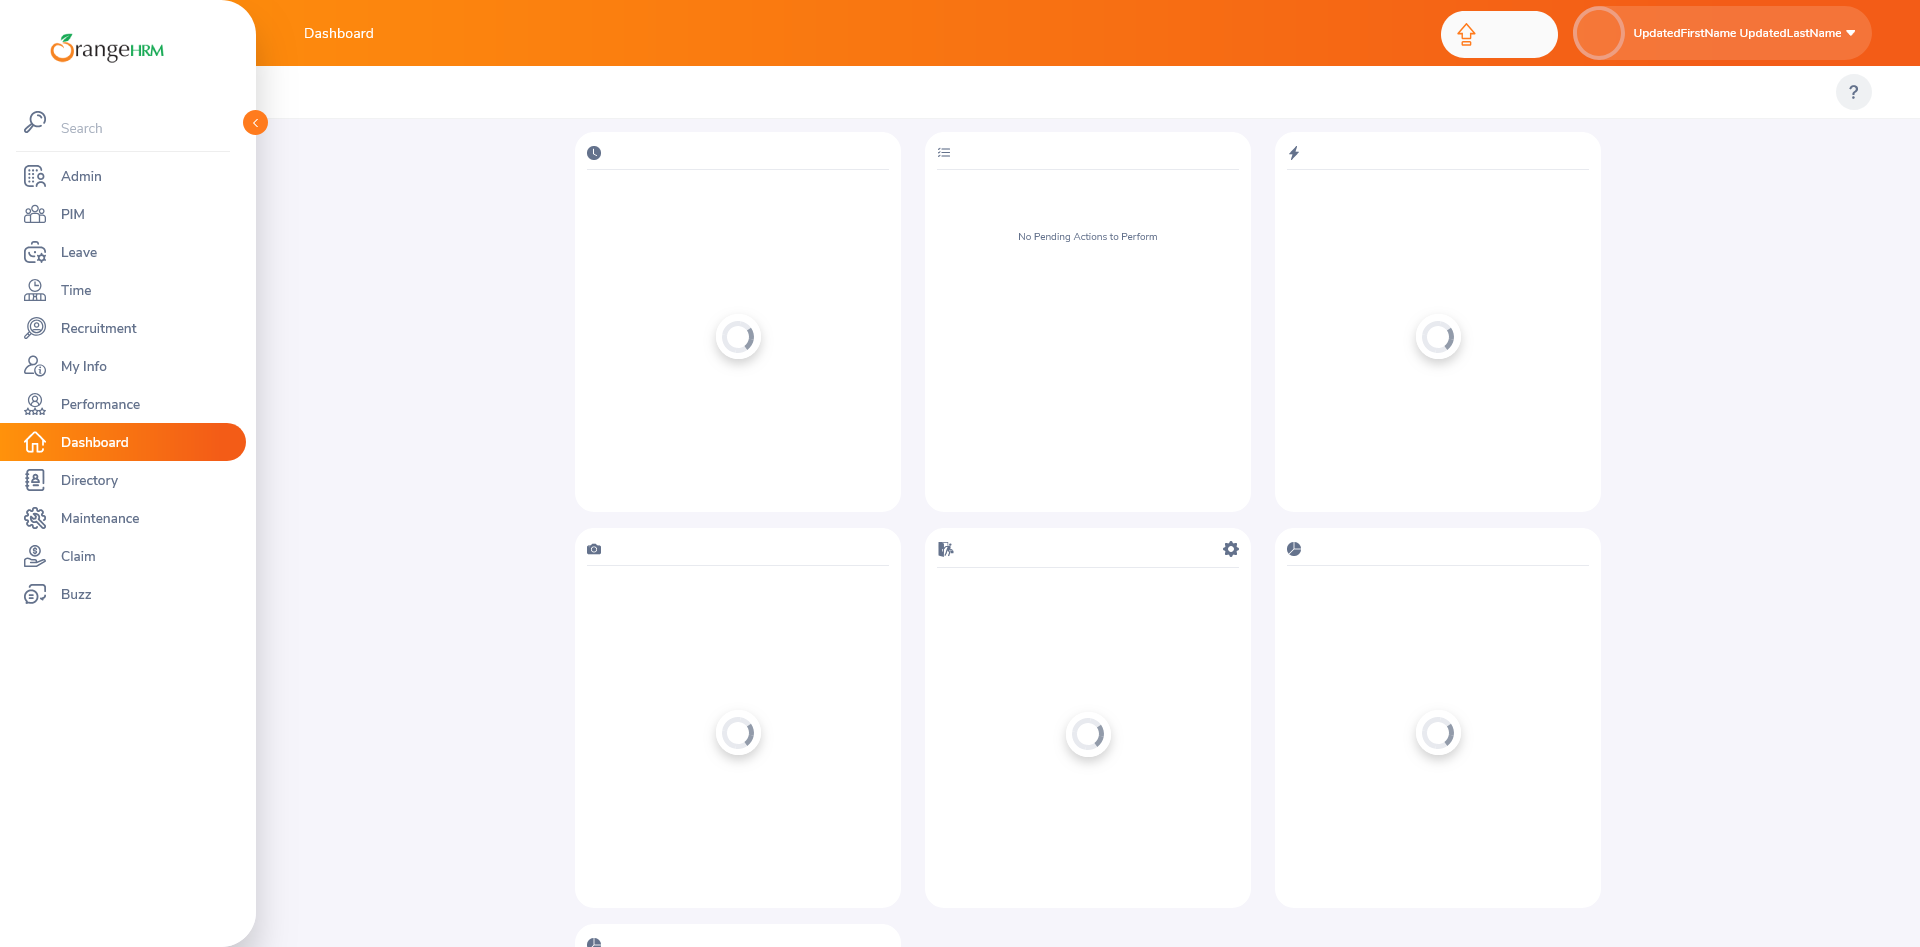 OrangeHRM
Dashboard
UpdatedFirstName UpdatedLastName
?
Search
Admin
PIM
Leave
Time
Recruitment
My Info
Performance
Dashboard
Directory
Maintenance
Claim
Buzz
No Pending Actions to Perform